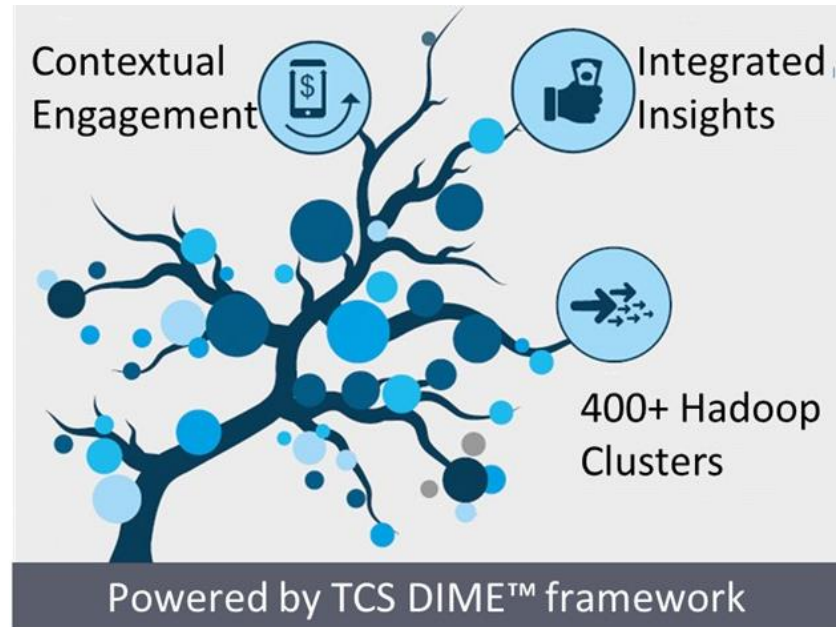 Contextual
Engagement
$
Integrated
Insights
400+ Hadoop
Clusters
Powered by TCS DIME™ framework